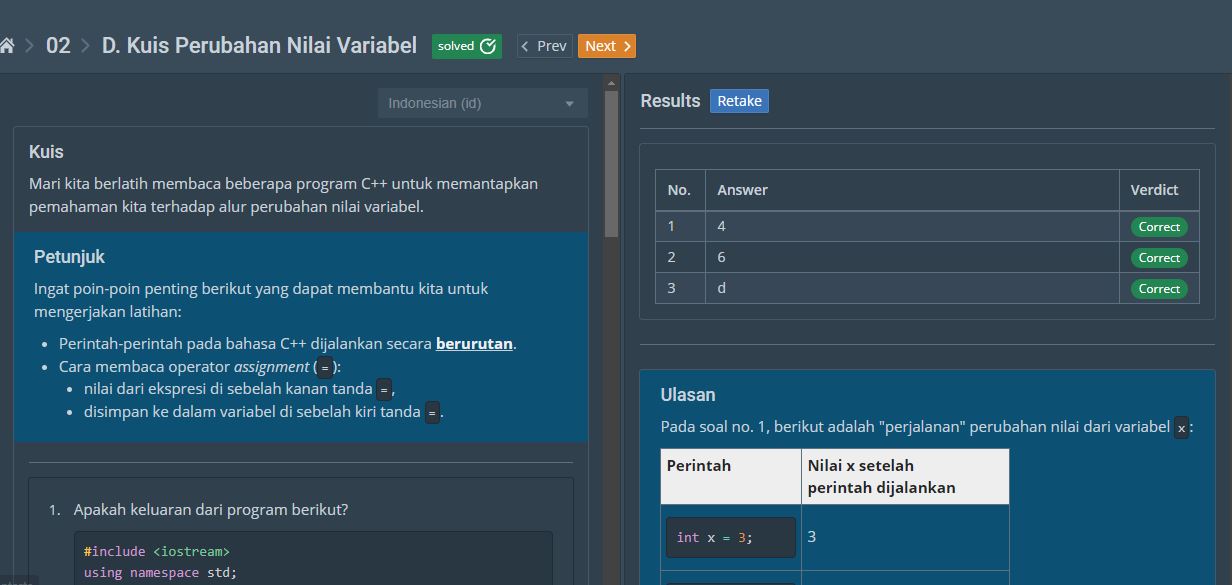 02 D. Kuis Perubahan Nilai Variabel solved Prev Next
Indonesian (id)
Kuis
Mari kita berlatih membaca beberapa program C++ untuk memantapkan
pemahaman kita terhadap alur perubahan nilai variabel.
Petunjuk
Ingat poin-poin penting berikut yang dapat membantu kita untuk
mengerjakan latihan:
• Perintah-perintah pada bahasa C++ dijalankan secara berurutan.
• Cara membaca operator assignment (=):
• nilai dari ekspresi di sebelah kanan tanda =,
• disimpan ke dalam variabel di sebelah kiri tanda =.
1. Apakah keluaran dari program berikut?
#include <iostream>
using namespace std;
Results Retake
No. Answer Verdict
1 4 Correct
2 6 Correct
3 d Correct
Ulasan
Pada soal no. 1, berikut adalah "perjalanan" perubahan nilai dari variabel x:
Perintah Nilai x setelah
perintah dijalankan
int x = 3; 3